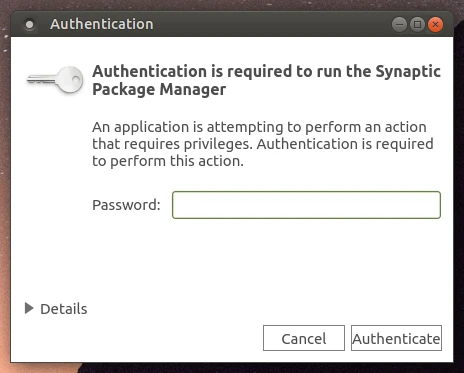 Authentication
Authentication is required to run the Synaptic
Package Manager
An application is attempting to perform an action
that requires privileges. Authentication is required
to perform this action.
Password:
Details
Cancel Authenticate